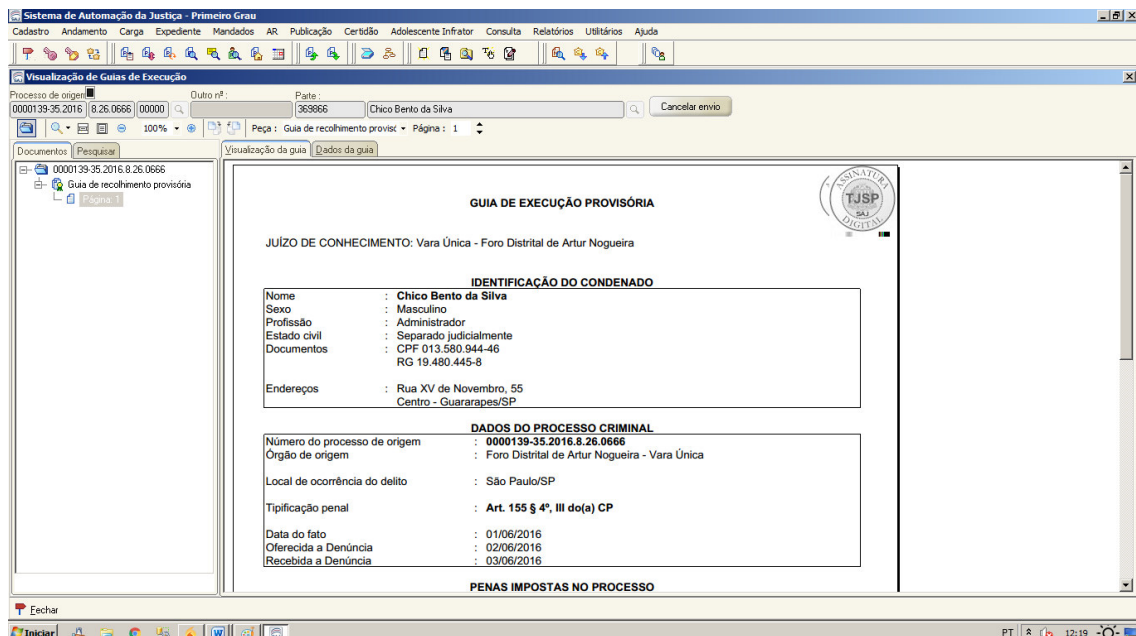 Sistema de Automação da Justiça - Primeiro Grau
Cadastro Andamento Carga Expediente Mandados AR Publicação Certidão Adolescente Infrator Consulta Relatórios Utilitários Ajuda
Visualização de Guias de Execução
Processo de origem Outro nº : Parte :
0000139-35.2016 8.26.0666 00000 369866 Chico Bento da Silva Cancelar envio
100% Peça : Guia de recolhimento provisc Página : 1
Documentos Pesquisar Visualização da guia Dados da guia
0000139-35.2016.8.26.0666
Guia de recolhimento provisória
Página: 1
ASSINATURA
TJSP
SAJ
DIGITAL
GUIA DE EXECUÇÃO PROVISÓRIA
JUÍZO DE CONHECIMENTO: Vara Única - Foro Distrital de Artur Nogueira
IDENTIFICAÇÃO DO CONDENADO
Nome : Chico Bento da Silva
Sexo : Masculino
Profissão : Administrador
Estado civil : Separado judicialmente
Documentos : CPF 013.580.944-46
RG 19.480.445-8
Endereços : Rua XV de Novembro, 55
Centro - Guararapes/SP
DADOS DO PROCESSO CRIMINAL
Número do processo de origem : 0000139-35.2016.8.26.0666
Órgão de origem : Foro Distrital de Artur Nogueira - Vara Única
Local de ocorrência do delito : São Paulo/SP
Tipificação penal : Art. 155 § 4º, III do(a) CP
Data do fato : 01/06/2016
Oferecida a Denúncia : 02/06/2016
Recebida a Denúncia : 03/06/2016
PENAS IMPOSTAS NO PROCESSO
Fechar
Iniciar PT 12:19